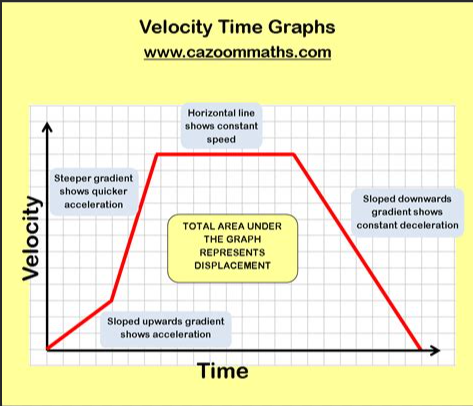 Velocity Time Graphs
www.cazoommaths.com
Horizontal line
shows constant
speed
Steeper gradient
shows quicker
acceleration
Sloped downwards
gradient shows
constant deceleration
TOTAL AREA UNDER
THE GRAPH
REPRESENTS
DISPLACEMENT
Velocity
Sloped upwards gradient
shows acceleration
Time